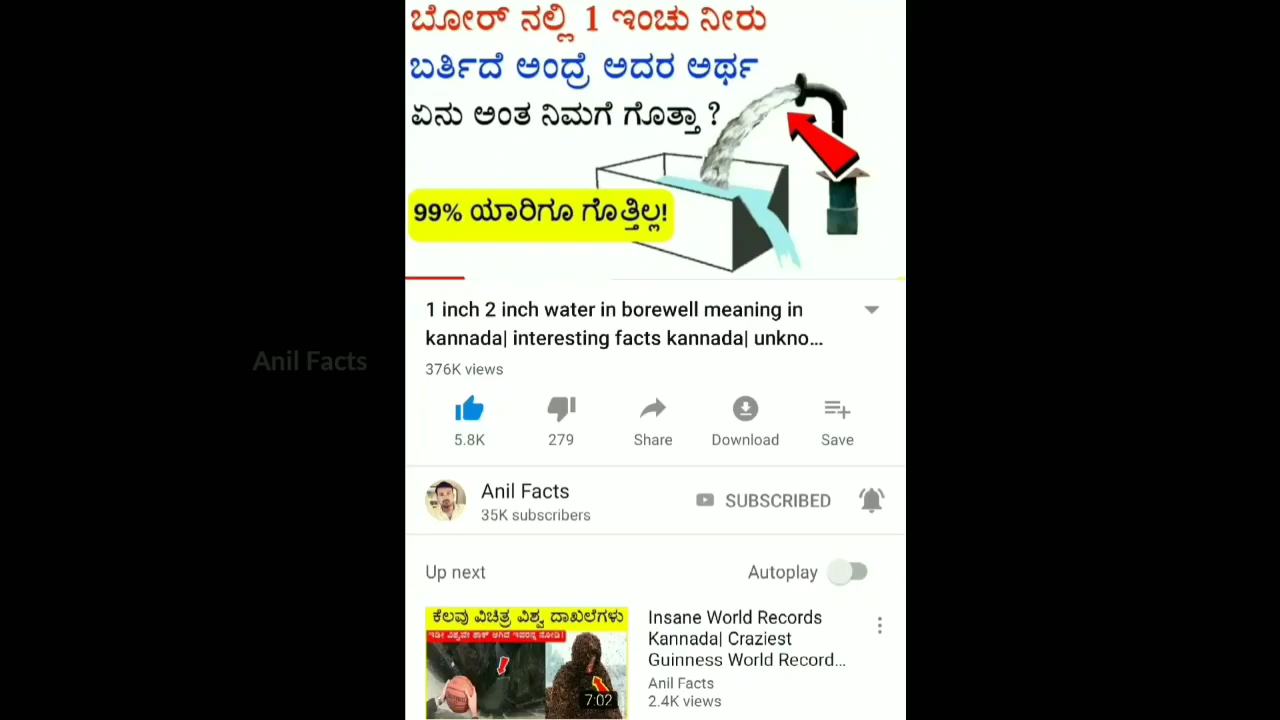 ಬೋರ್ ನಲ್ಲಿ 1 ಇಂಚು ನೀರು
ಬರ್ತಿದೆ ಅಂದ್ರೆ ಅದರ ಅರ್ಥ
ಏನು ಅಂತ ನಿಮಗೆ ಗೊತ್ತಾ ?
99% ಯಾರಿಗೂ ಗೊತ್ತಿಲ್ಲ!
1 inch 2 inch water in borewell meaning in
kannada| interesting facts kannada| unkno...
376K views
Anil Facts
5.8K
279
Share
Download
Save
Anil Facts
35K subscribers
SUBSCRIBED
Up next
Autoplay
ಕೆಲವು ವಿಚಿತ್ರ ವಿಶ್ವ ದಾಖಲೆಗಳು
7:02
Insane World Records
Kannada| Craziest
Guinness World Record...
Anil Facts
2.4K views